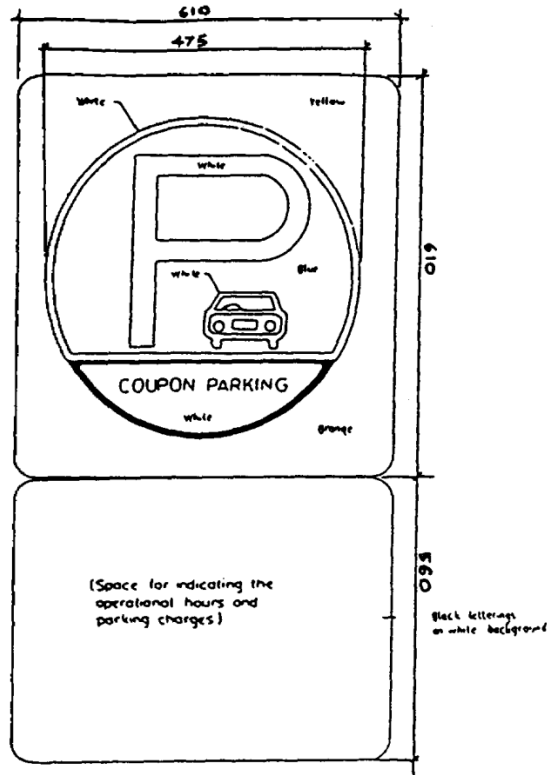 610
475
White
Yellow
White
610
Blue
White
COUPON PARKING
White
Orange
560
(Space for indicating the
operational hours and
parking charges)
Black letterings
on white background